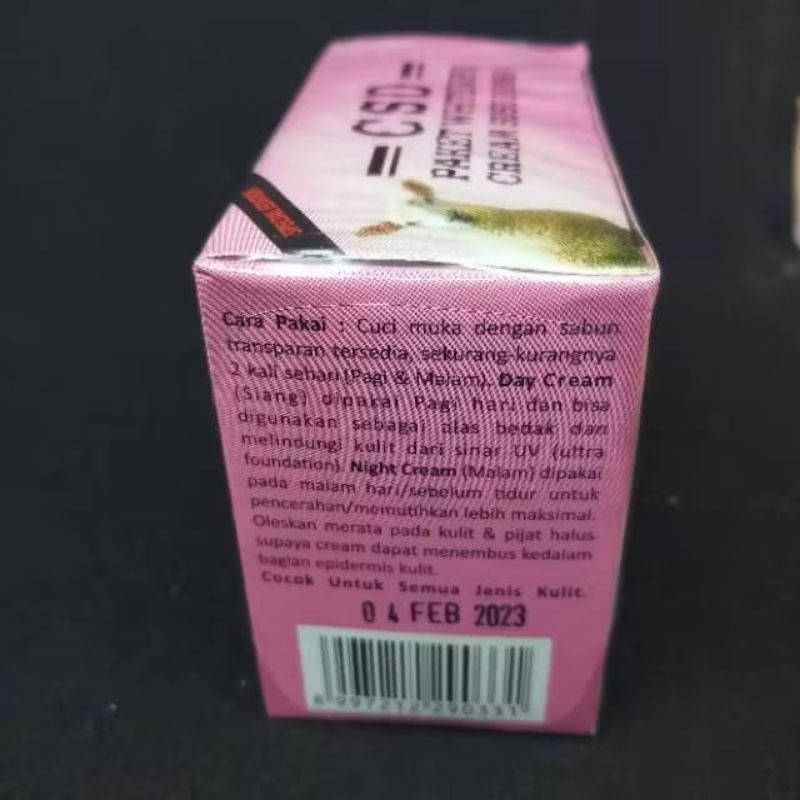 CSD
PAKET WHITENING
CREAM SUSU DOMBA
Cara Pakai : Cuci muka dengan sabun
transparan tersedia, sekurang-kurangnya
2 kali sehari (Pagi & Malam). Day Cream
(Siang) dipakai Pagi hari dan bisa
digunakan sebagai alas bedak dan
melindungi kulit dari sinar UV (ultra
foundation). Night Cream (Malam) dipakai
pada malam hari/sebelum tidur untuk
pencerahan/memutihkan lebih maksimal.
Oleskan merata pada kulit & pijat halus
supaya cream dapat menembus kedalam
bagian epidermis kulit.
Cocok Untuk Semua Jenis Kulit.
04 FEB 2023